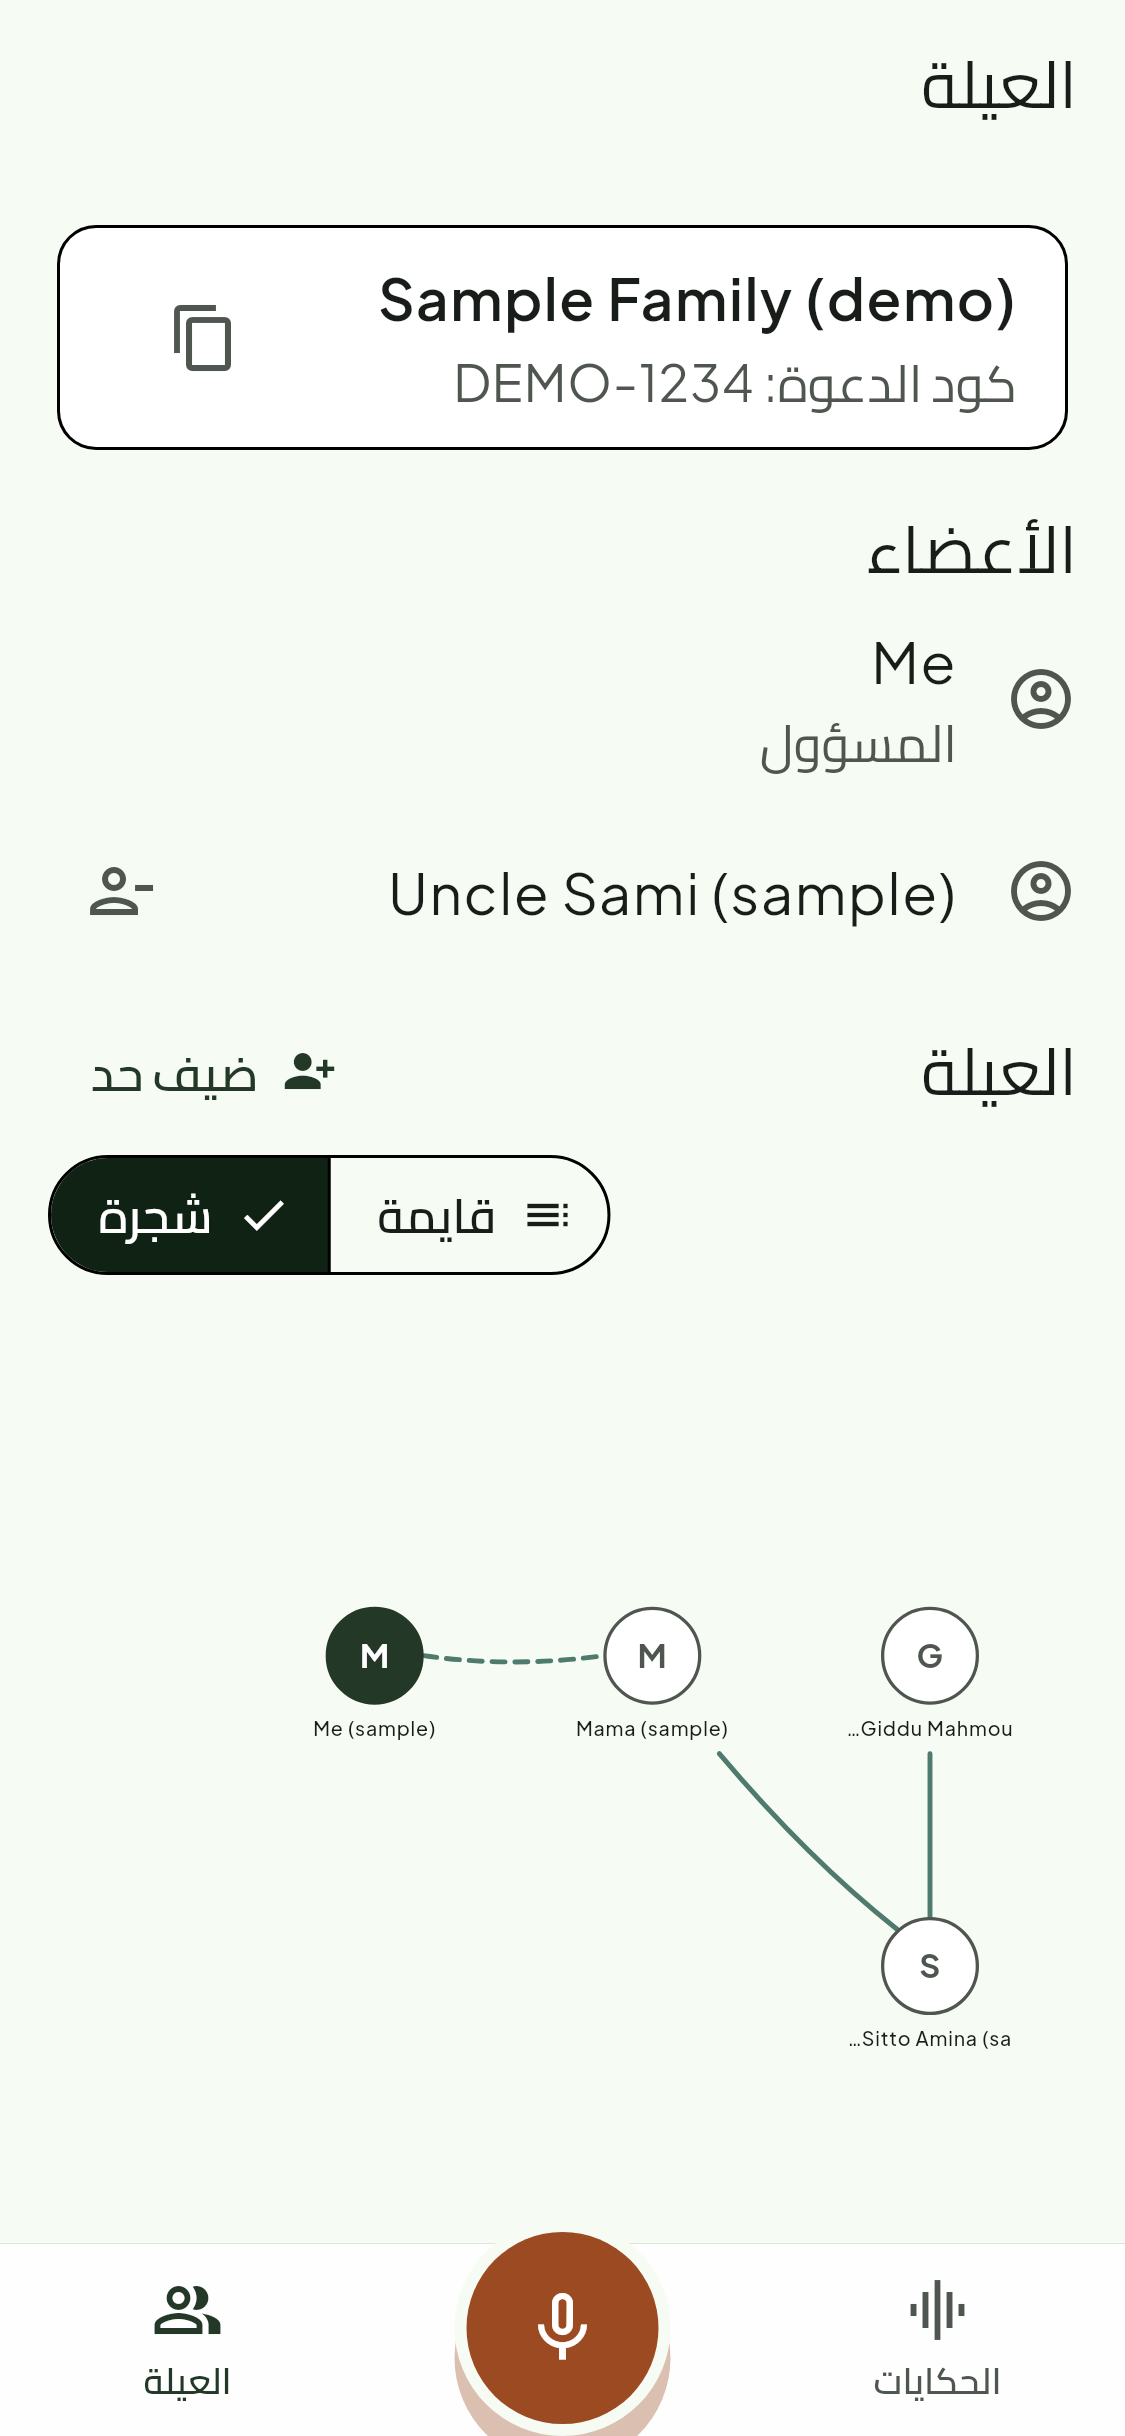 العيلة
Sample Family (demo)
كود الدعوة: DEMO-1234
الأعضاء
Me
المسؤول
Uncle Sami (sample)
العيلة
ضيف حد
قايمة
شجرة
G
M
M
Giddu Mahmou…
Mama (sample)
Me (sample)
S
Sitto Amina (sa…
الحكايات
العيلة